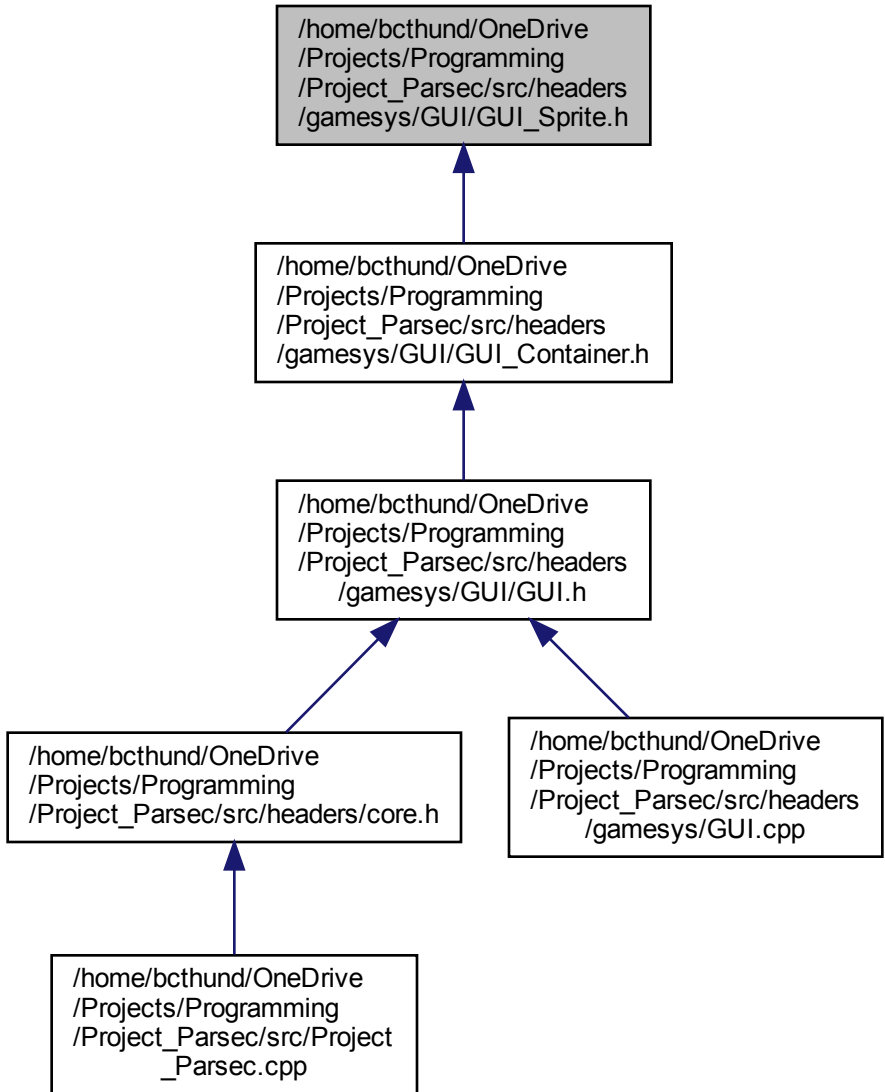 /home/bcthund/OneDrive
/Projects/Programming
/Project_Parsec/src/headers
/gamesys/GUI/GUI_Sprite.h
/home/bcthund/OneDrive
/Projects/Programming
/Project_Parsec/src/headers
/gamesys/GUI/GUI_Container.h
/home/bcthund/OneDrive
/Projects/Programming
/Project_Parsec/src/headers
/gamesys/GUI/GUI.h
/home/bcthund/OneDrive
/Projects/Programming
/Project_Parsec/src/headers/core.h
/home/bcthund/OneDrive
/Projects/Programming
/Project_Parsec/src/headers
/gamesys/GUI.cpp
/home/bcthund/OneDrive
/Projects/Programming
/Project_Parsec/src/Project
_Parsec.cpp